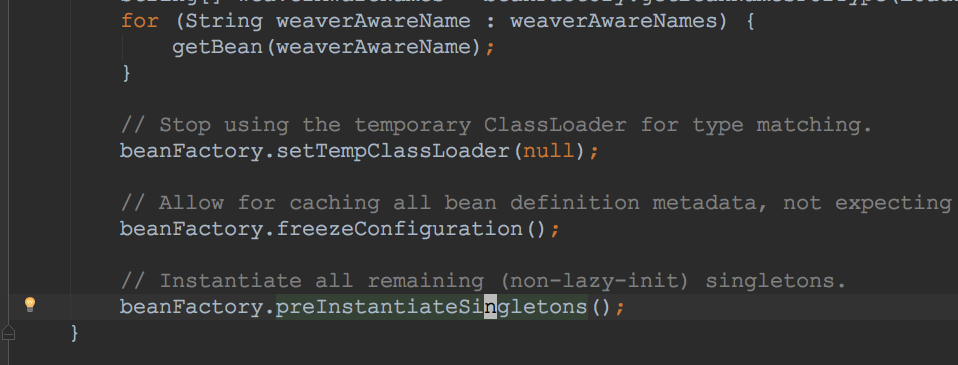 for (String weaverAwareName : weaverAwareNames) {
getBean(weaverAwareName);
}
// Stop using the temporary ClassLoader for type matching.
beanFactory.setTempClassLoader(null);
// Allow for caching all bean definition metadata, not expecting
beanFactory.freezeConfiguration();
// Instantiate all remaining (non-lazy-init) singletons.
beanFactory.preInstantiateSingletons();
}